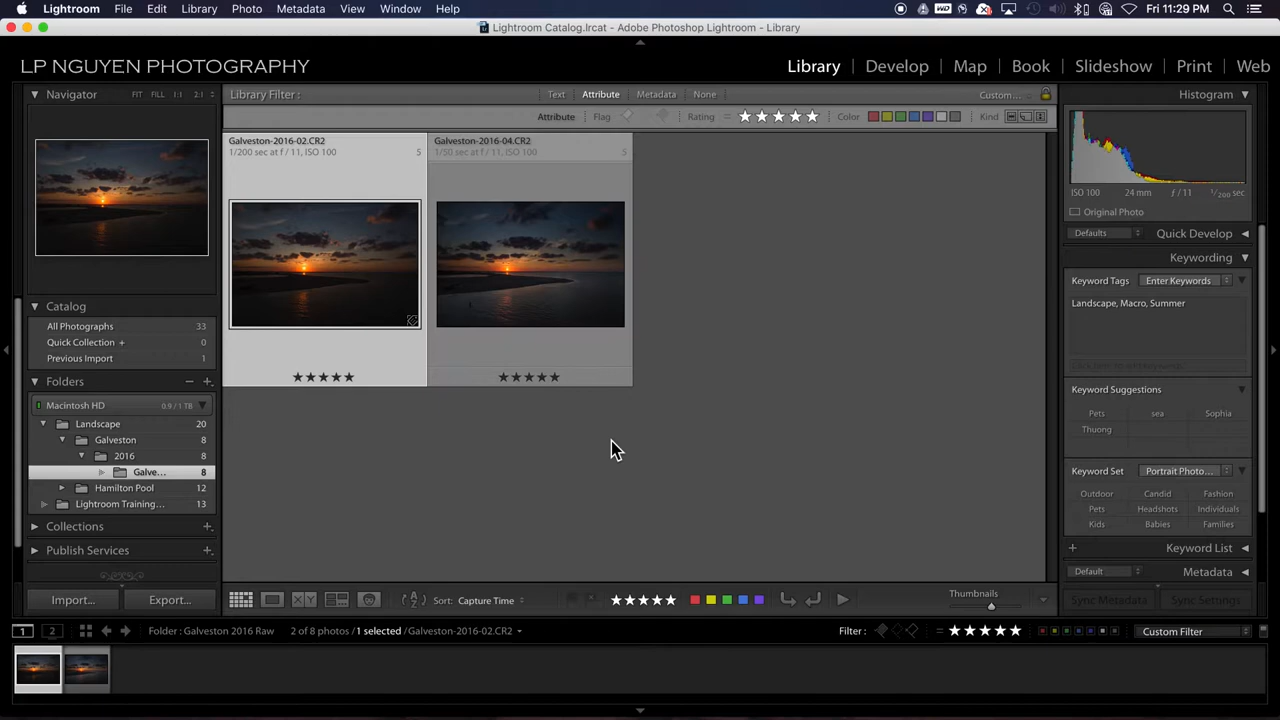 Lightroom File Edit Library Photo Metadata View Window Help
WD Fri 11:29 PM
Lightroom Catalog.lrcat - Adobe Photoshop Lightroom - Library
LP NGUYEN PHOTOGRAPHY
Library | Develop | Map | Book | Slideshow | Print | Web
Navigator FIT FILL 1:1 2:1
Library Filter : Text Attribute Metadata None Custom...
Histogram
Attribute Flag Rating = ★★★★★ Color Kind
Galveston-2016-02.CR2
1/200 sec at f / 11, ISO 100 5
Galveston-2016-04.CR2
1/50 sec at f / 11, ISO 100 5
★★★★★
★★★★★
ISO 100 24 mm f / 11 1/200 sec
Original Photo
Defaults Quick Develop
Keywording
Keyword Tags Enter Keywords
Landscape, Macro, Summer
Keyword Suggestions
Pets sea Sophia
Thuong
Keyword Set Portrait Photo...
Outdoor Candid Fashion
Pets Headshots Individuals
Kids Babies Families
Keyword List
Default Metadata
Sync Metadata Sync Settings
Catalog
All Photographs 33
Quick Collection + 0
Previous Import 1
Folders
Macintosh HD 0.9 / 1 TB
Landscape 20
Galveston 8
2016 8
Galve... 8
Hamilton Pool 12
Lightroom Training... 13
Collections
Publish Services
Import... Export...
Sort: Capture Time ★★★★★ Thumbnails
1 2 Folder : Galveston 2016 Raw 2 of 8 photos / 1 selected / Galveston-2016-02.CR2
Filter : = ★★★★★ Custom Filter